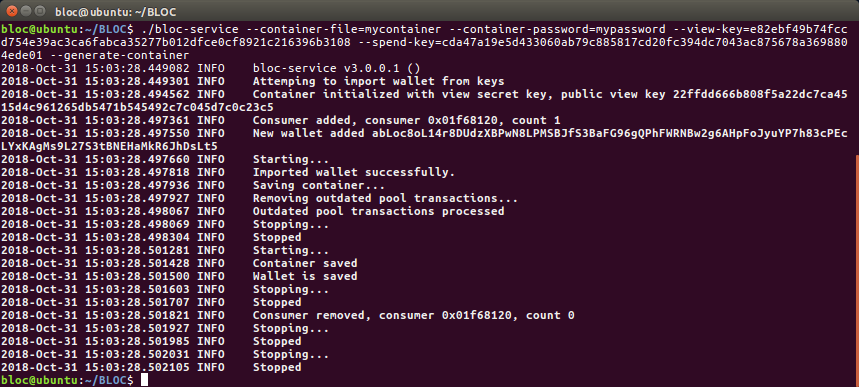 bloc@ubuntu: ~/BLOC
bloc@ubuntu:~/BLOC$ ./bloc-service --container-file=mycontainer --container-password=mypassword --view-key=e82ebf49b74fcc
d754e39ac3ca6fabca35277b012dfce0cf8921c216396b3108 --spend-key=cda47a19e5d433060ab79c885817cd20fc394dc7043ac875678a369880
4ede01 --generate-container
2018-Oct-31 15:03:28.449082 INFO    bloc-service v3.0.0.1 ()
2018-Oct-31 15:03:28.449301 INFO    Attemping to import wallet from keys
2018-Oct-31 15:03:28.494562 INFO    Container initialized with view secret key, public view key 22ffdd666b808f5a22dc7ca45
15d4c961265db5471b545492c7c045d7c0c23c5
2018-Oct-31 15:03:28.497361 INFO    Consumer added, consumer 0x01f68120, count 1
2018-Oct-31 15:03:28.497550 INFO    New wallet added abLoc8oL14r8DUdzXBPwN8LPMSBJfS3BaFG96gQPhFWRNBw2g6AHpFoJyuYP7h83cPEc
LYxKAgMs9L27S3tBNEHaMkR6JhDsLt5
2018-Oct-31 15:03:28.497660 INFO    Starting...
2018-Oct-31 15:03:28.497818 INFO    Imported wallet successfully.
2018-Oct-31 15:03:28.497936 INFO    Saving container...
2018-Oct-31 15:03:28.497927 INFO    Removing outdated pool transactions...
2018-Oct-31 15:03:28.498067 INFO    Outdated pool transactions processed
2018-Oct-31 15:03:28.498069 INFO    Stopping...
2018-Oct-31 15:03:28.498304 INFO    Stopped
2018-Oct-31 15:03:28.501281 INFO    Starting...
2018-Oct-31 15:03:28.501428 INFO    Container saved
2018-Oct-31 15:03:28.501500 INFO    Wallet is saved
2018-Oct-31 15:03:28.501603 INFO    Stopping...
2018-Oct-31 15:03:28.501707 INFO    Stopped
2018-Oct-31 15:03:28.501821 INFO    Consumer removed, consumer 0x01f68120, count 0
2018-Oct-31 15:03:28.501927 INFO    Stopping...
2018-Oct-31 15:03:28.501985 INFO    Stopped
2018-Oct-31 15:03:28.502031 INFO    Stopping...
2018-Oct-31 15:03:28.502105 INFO    Stopped
bloc@ubuntu:~/BLOC$